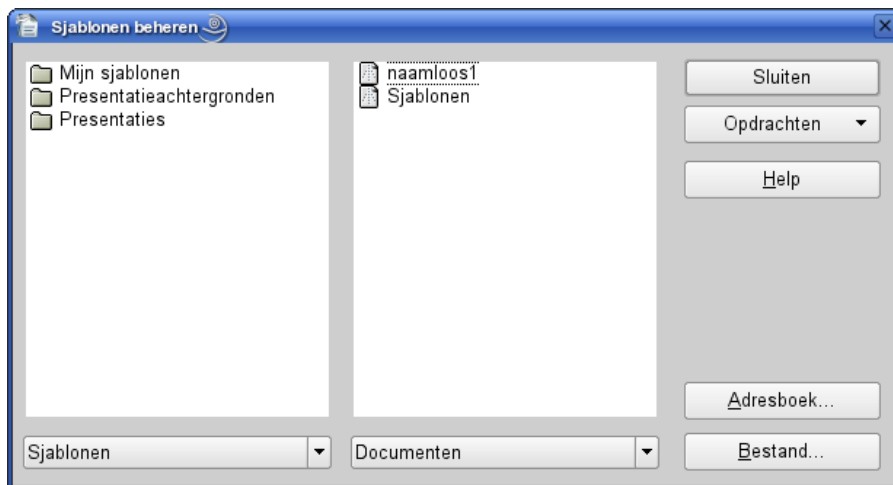 Sjablonen beheren
Mijn sjablonen
Presentatieachtergronden
Presentaties
naamloos1
Sjablonen
Sluiten
Opdrachten
Help
Adresboek...
Sjablonen
Documenten
Bestand...